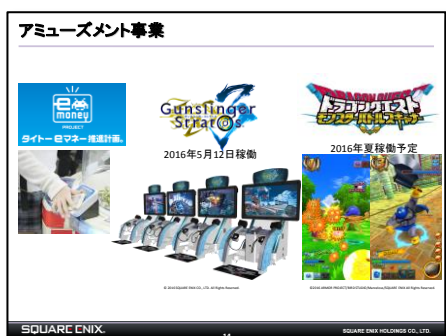 アミューズメント事業
e
money
PROJECT
タイトー eマネー 推進計画。
Gunslinger
Stratos
2016年5月12日稼働
DRAGON QUEST
ドラゴンクエスト
モンスターバトルスキャナー
2016年夏稼働予定
SQUARE ENIX.
14
SQUARE ENIX HOLDINGS CO., LTD.